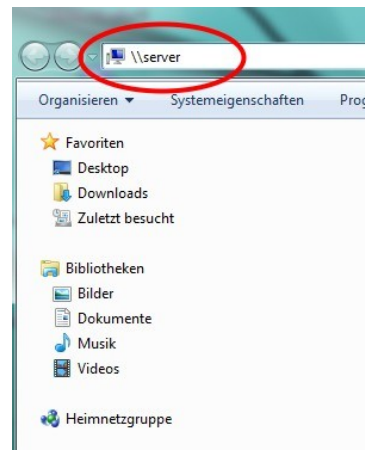 \\server
Organisieren Systemeigenschaften
Favoriten
Desktop
Downloads
Zuletzt besucht
Bibliotheken
Bilder
Dokumente
Musik
Videos
Heimnetzgruppe